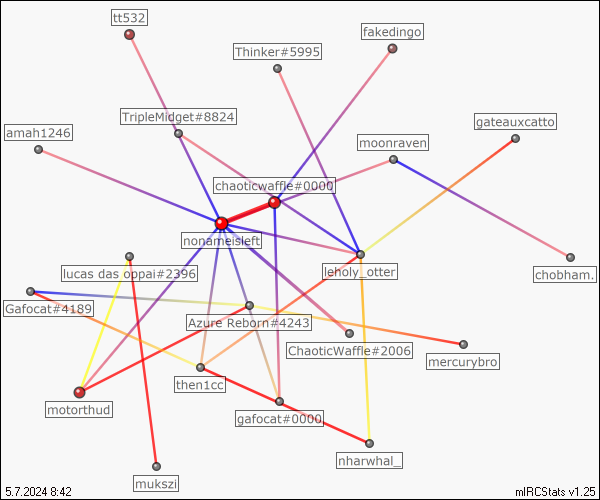 tt532
fakedingo
Thinker#5995
TripleMidget#8824
gateauxcatto
amah1246
moonraven
chaoticwaffle#0000
nonameisleft
lucas das oppai#2396
leholy_otter
chobham.
Gafocat#4189
Azure Reborn#4243
ChaoticWaffle#2006
mercurybro
then1cc
motorthud
gafocat#0000
nharwhal_
mukszi
5.7.2024 8:42
mIRCStats v1.25